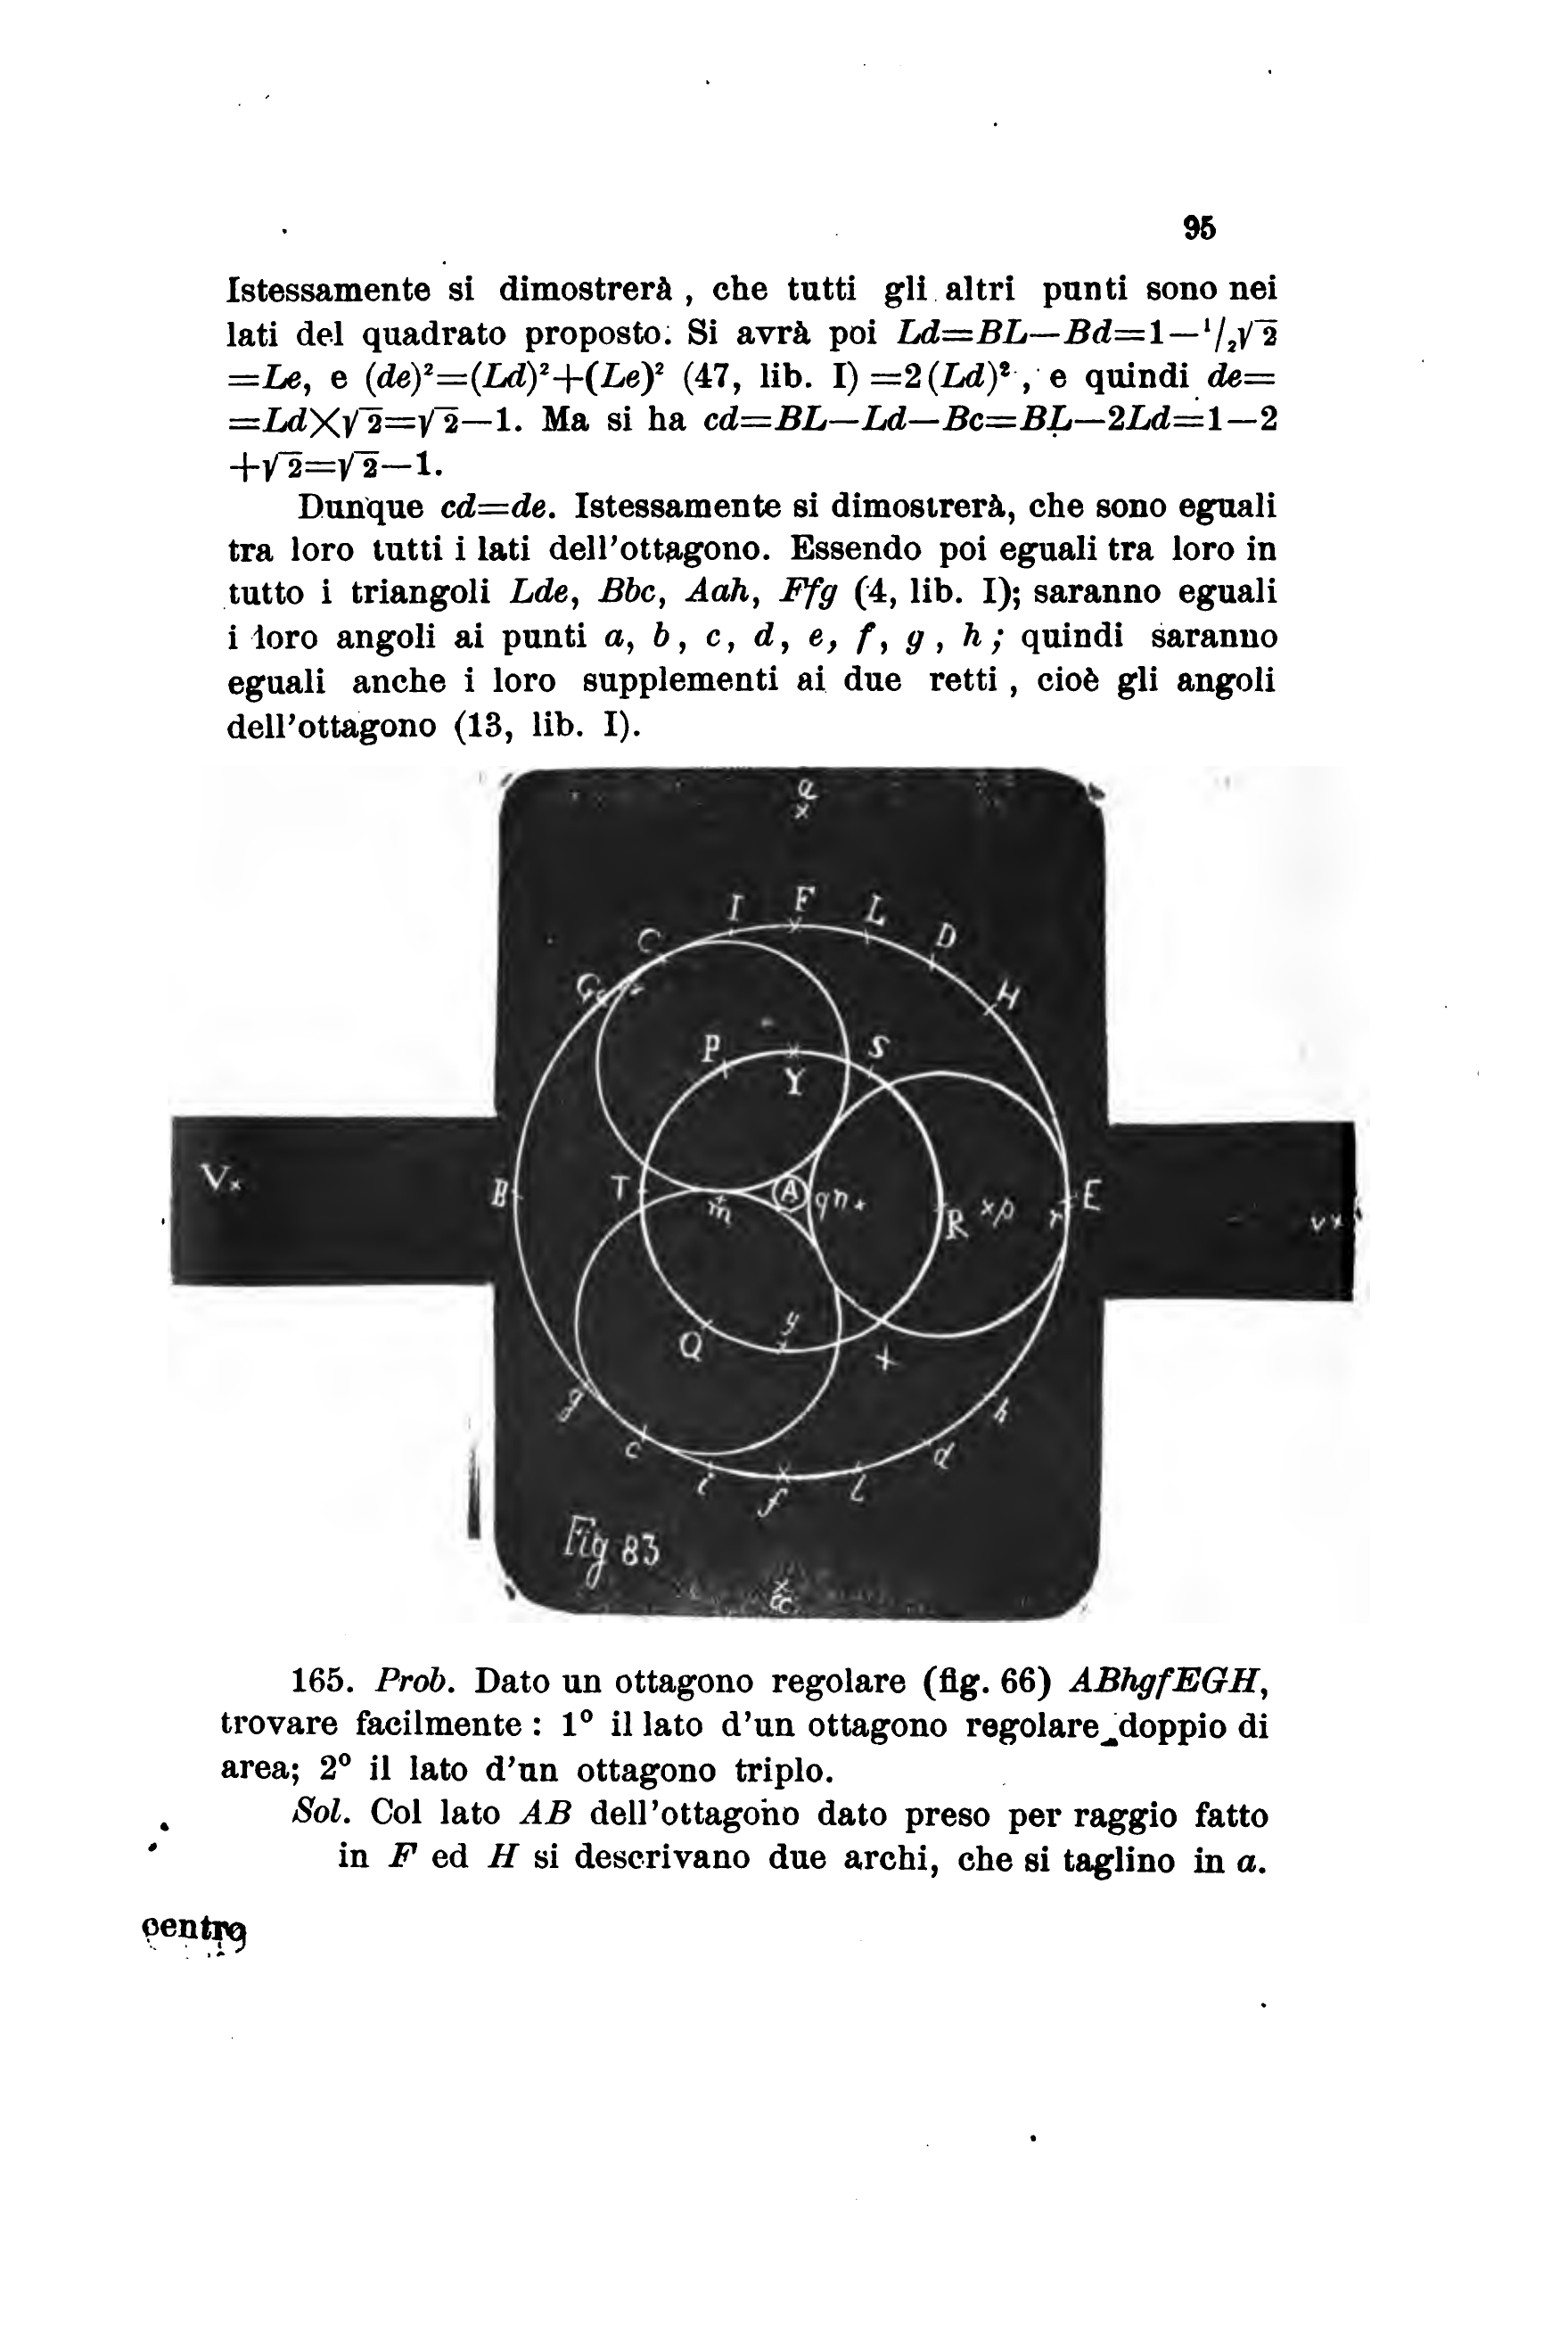 95
Istessamente si dimostrerà , che tutti gli altri punti sono nei
lati del quadrato proposto. Si avrà poi Ld=BL—Bd=1—¹/₂√2
=Le, e (de)²=(Ld)²+(Le)² (47, lib. I) =2(Ld)², e quindi de=
=Ld×√2=√2—1. Ma si ha cd=BL—Ld—Bc=BL—2Ld=1—2
+√2=√2—1.
Dunque cd=de. Istessamente si dimostrerà, che sono eguali
tra loro tutti i lati dell'ottagono. Essendo poi eguali tra loro in
tutto i triangoli Lde, Bbc, Aah, Ffg (4, lib. I); saranno eguali
i loro angoli ai punti a, b, c, d, e, f, g, h; quindi saranno
eguali anche i loro supplementi ai due retti, cioè gli angoli
dell'ottagono (13, lib. I).
a
I F L
C D
G H
P S
Y
V B T m A q n R p r E v
Q y
g h
c d
i f l
Fig 83
165. Prob. Dato un ottagono regolare (fig. 66) ABhgfEGH,
trovare facilmente : 1º il lato d'un ottagono regolare doppio di
area; 2º il lato d'un ottagono triplo.
Sol. Col lato AB dell'ottagono dato preso per raggio fatto
in F ed H si descrivano due archi, che si taglino in a.
centro